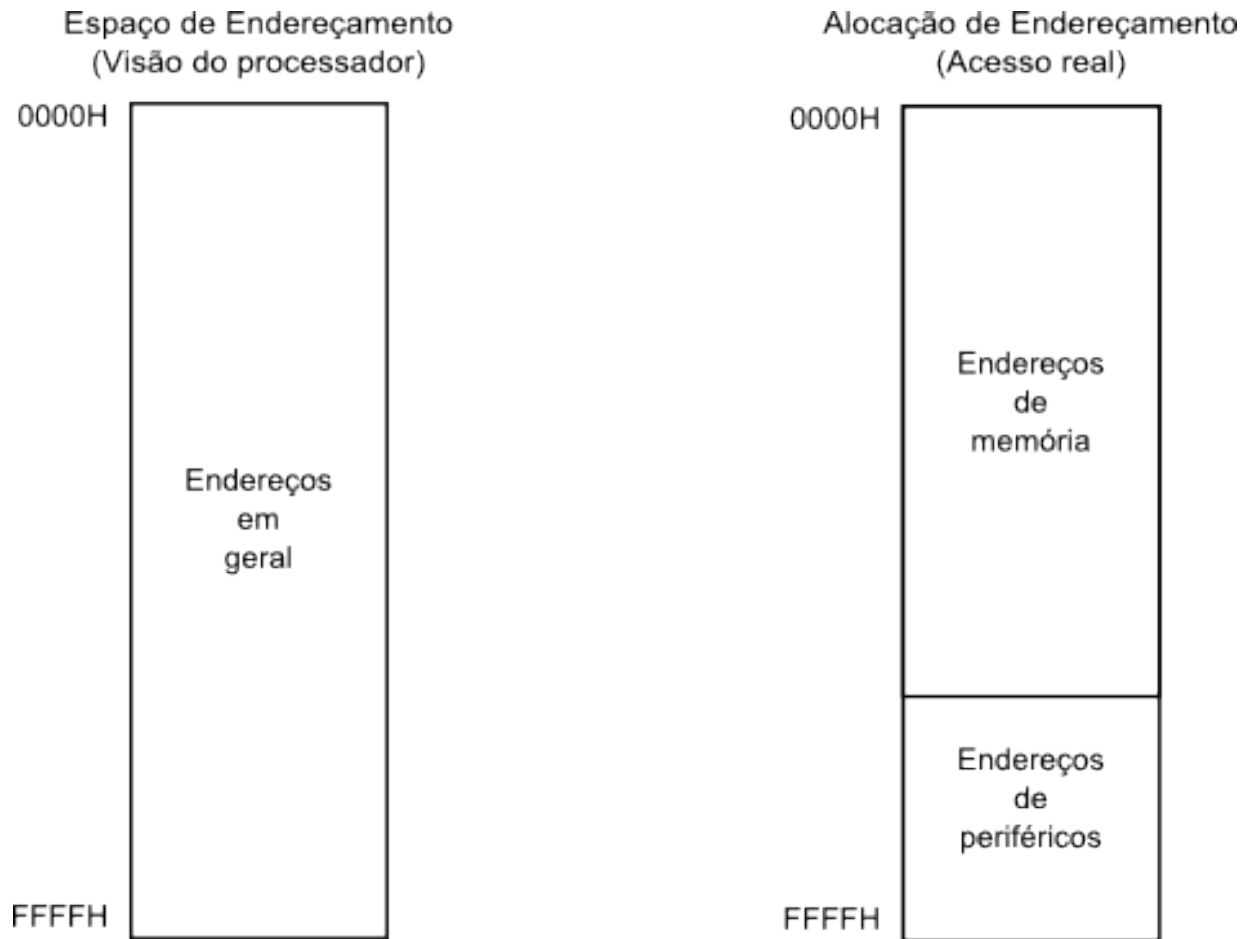 Espaço de Endereçamento
(Visão do processador)
0000H
Endereços
em
geral
FFFFH
Alocação de Endereçamento
(Acesso real)
0000H
Endereços
de
memória
Endereços
de
periféricos
FFFFH